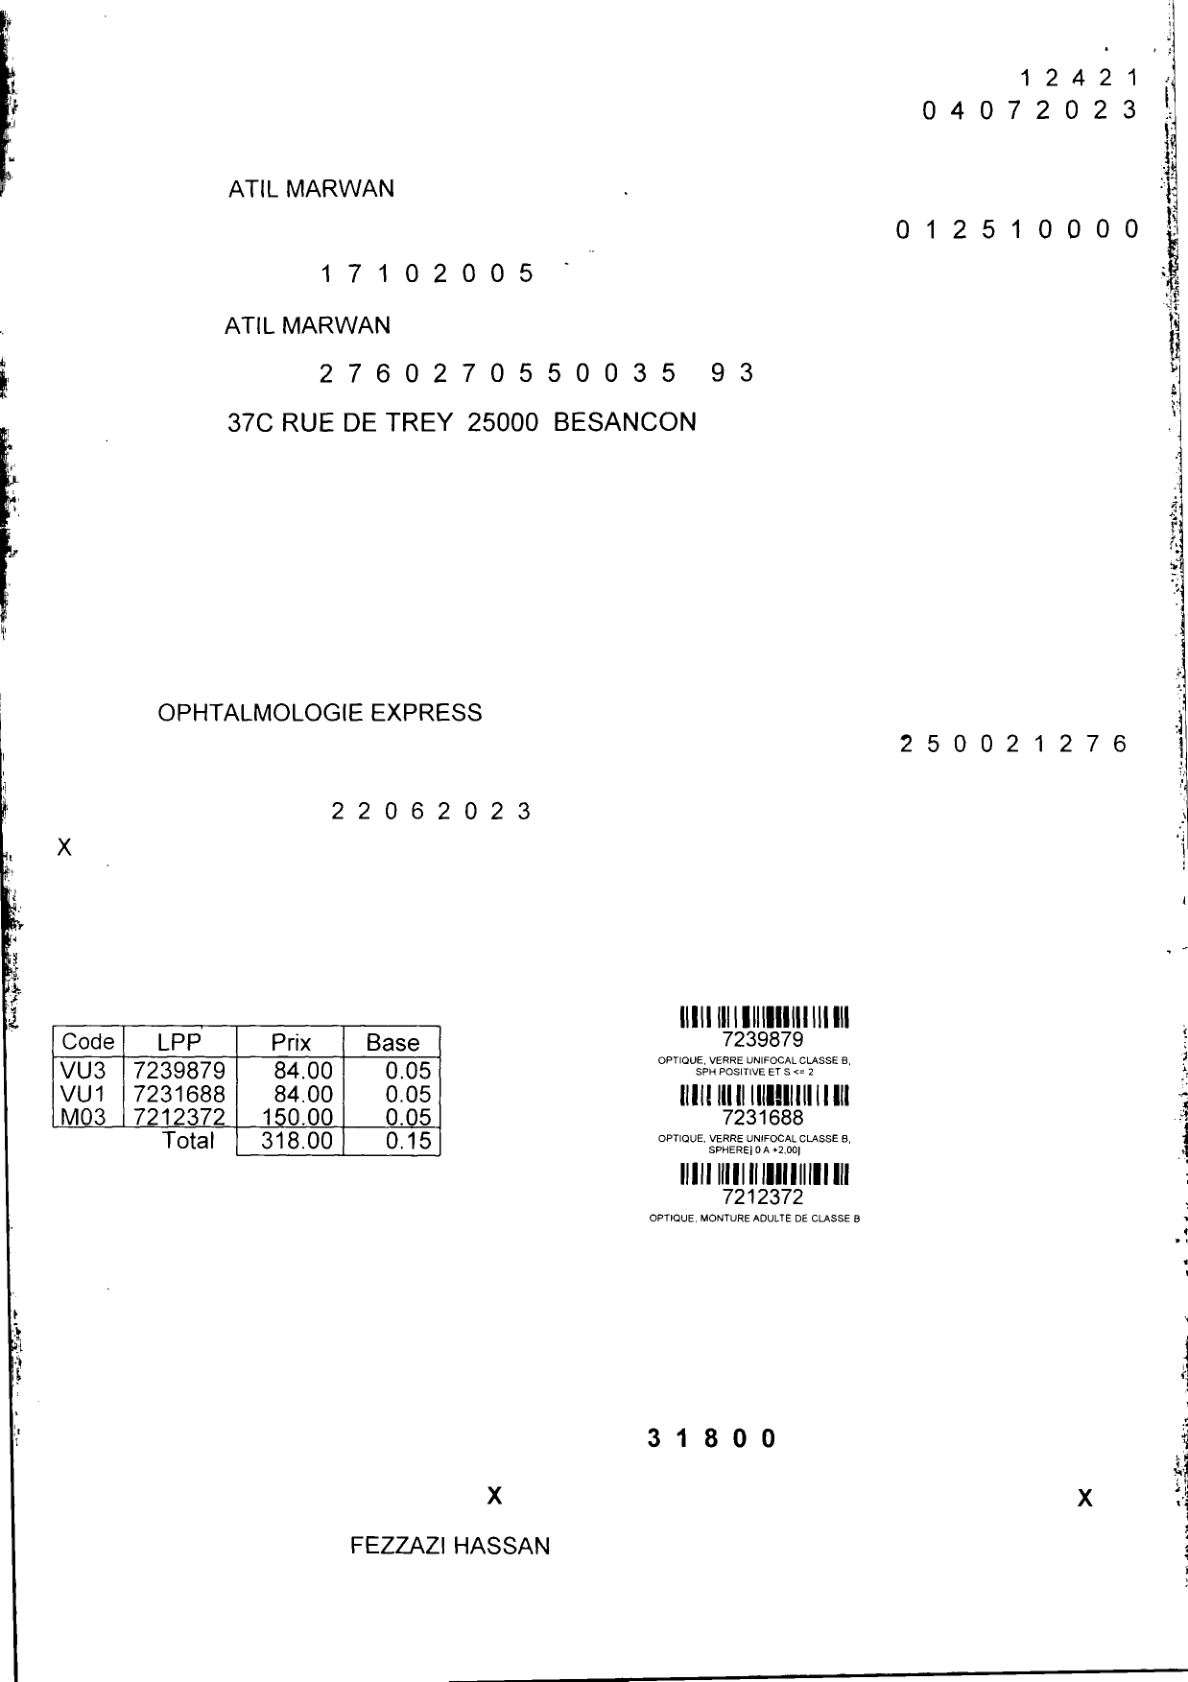 1 2 4 2 1
0 4 0 7 2 0 2 3
ATIL MARWAN
0 1 2 5 1 0 0 0 0
1 7 1 0 2 0 0 5
ATIL MARWAN
2 7 6 0 2 7 0 5 5 0 0 3 5 9 3
37C RUE DE TREY 25000 BESANCON
OPHTALMOLOGIE EXPRESS
2 5 0 0 2 1 2 7 6
2 2 0 6 2 0 2 3
X
Code LPP Prix Base
VU3 7239879 84.00 0.05
VU1 7231688 84.00 0.05
M03 7212372 150.00 0.05
Total 318.00 0.15
7239879
OPTIQUE, VERRE UNIFOCAL CLASSE B,
SPH POSITIVE ET S <= 2
7231688
OPTIQUE, VERRE UNIFOCAL CLASSE B,
SPHERE] 0 A +2,00]
7212372
OPTIQUE, MONTURE ADULTE DE CLASSE B
3 1 8 0 0
X X
FEZZAZI HASSAN